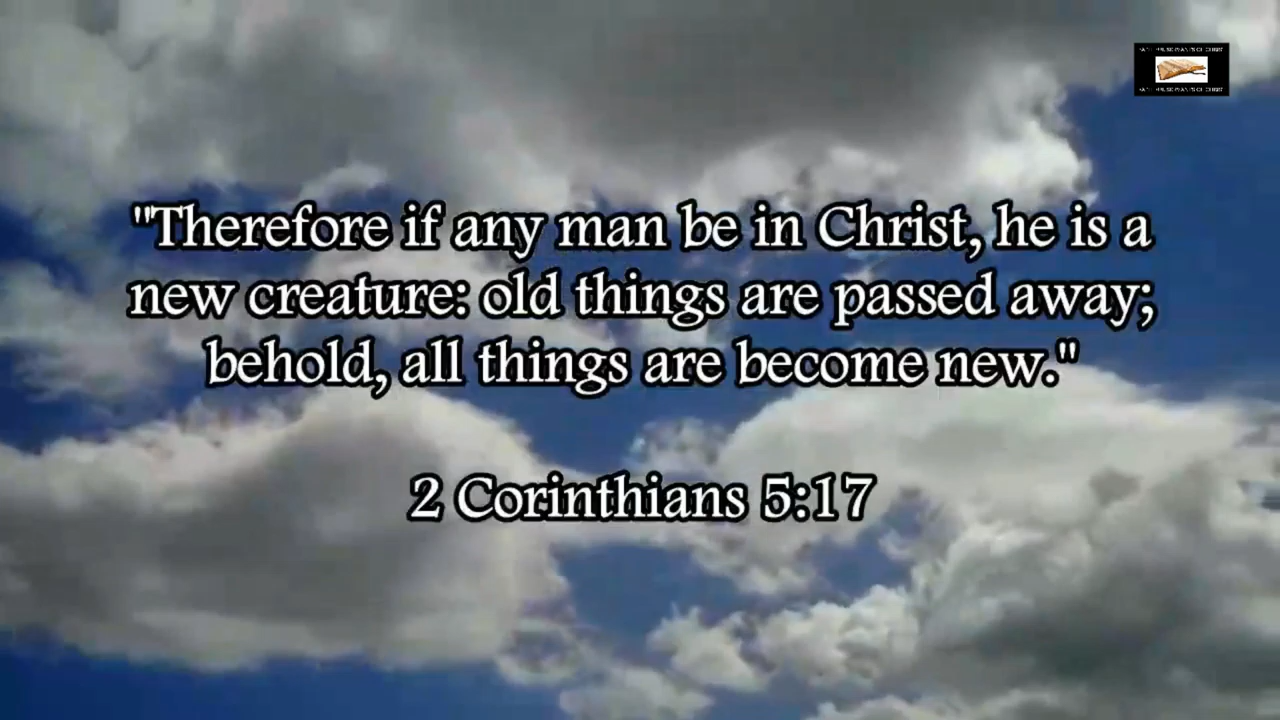 "Therefore if any man be in Christ, he is a
new creature: old things are passed away;
behold, all things are become new."
2 Corinthians 5:17